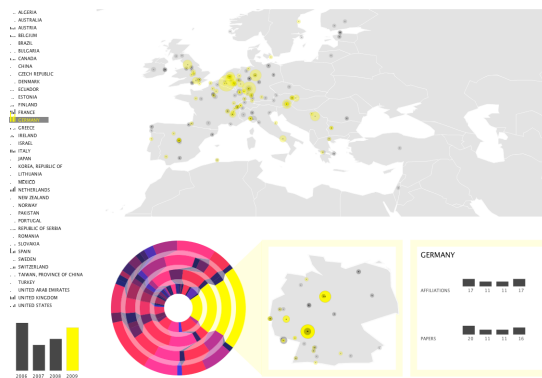 ALGERIA
AUSTRALIA
AUSTRIA
BELGIUM
BRAZIL
BULGARIA
CANADA
CHINA
CZECH REPUBLIC
DENMARK
ECUADOR
ESTONIA
FINLAND
FRANCE
GERMANY
GREECE
IRELAND
ISRAEL
ITALY
JAPAN
KOREA, REPUBLIC OF
LITHUANIA
MEXICO
NETHERLANDS
NEW ZEALAND
NORWAY
PAKISTAN
PORTUGAL
REPUBLIC OF SERBIA
ROMANIA
SLOVAKIA
SPAIN
SWEDEN
SWITZERLAND
TAIWAN, PROVINCE OF CHINA
TURKEY
UNITED ARAB EMIRATES
UNITED KINGDOM
UNITED STATES
2006 2007 2008 2009
GERMANY
AFFILIATIONS 17 11 11 17
PAPERS 20 11 11 16